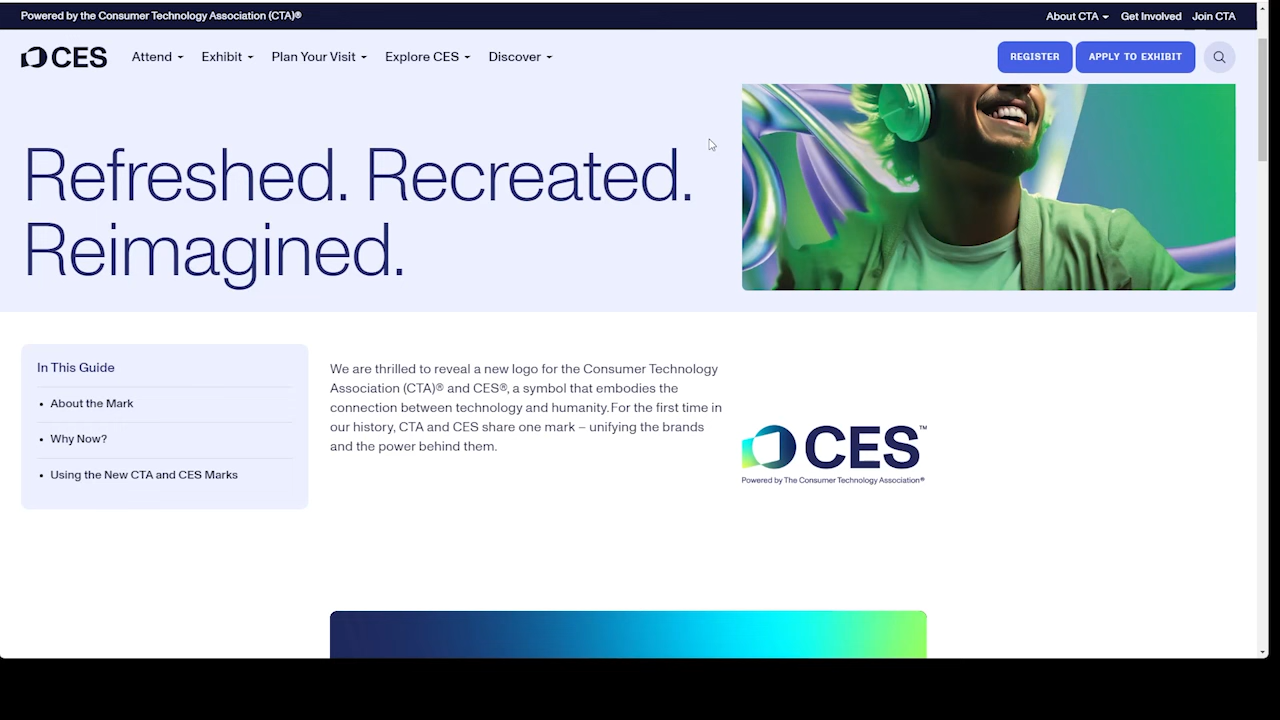 Powered by the Consumer Technology Association (CTA)®
About CTA Get Involved Join CTA
CES Attend Exhibit Plan Your Visit Explore CES Discover REGISTER APPLY TO EXHIBIT
Refreshed. Recreated.
Reimagined.
In This Guide
• About the Mark
• Why Now?
• Using the New CTA and CES Marks
We are thrilled to reveal a new logo for the Consumer Technology
Association (CTA)® and CES®, a symbol that embodies the
connection between technology and humanity. For the first time in
our history, CTA and CES share one mark – unifying the brands
and the power behind them.
CES™
Powered by The Consumer Technology Association®